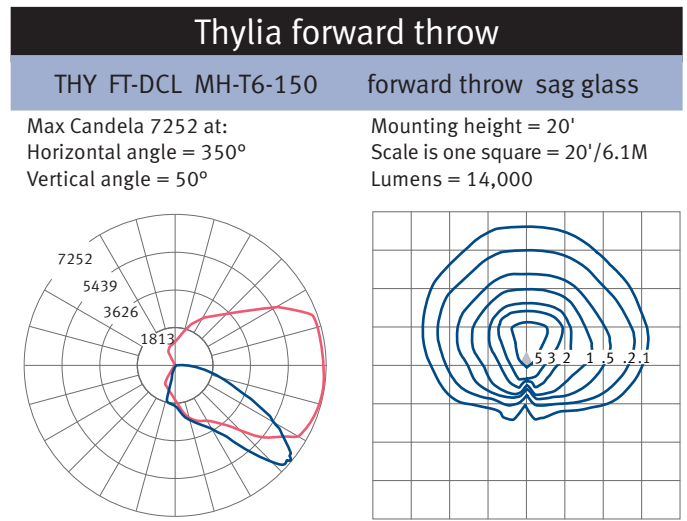 Thylia forward throw
THY FT-DCL MH-T6-150 forward throw sag glass
Max Candela 7252 at:
Horizontal angle = 350°
Vertical angle = 50°
Mounting height = 20'
Scale is one square = 20'/6.1M
Lumens = 14,000
7252
5439
3626
1813
5 3 2 1 .5 .2 .1